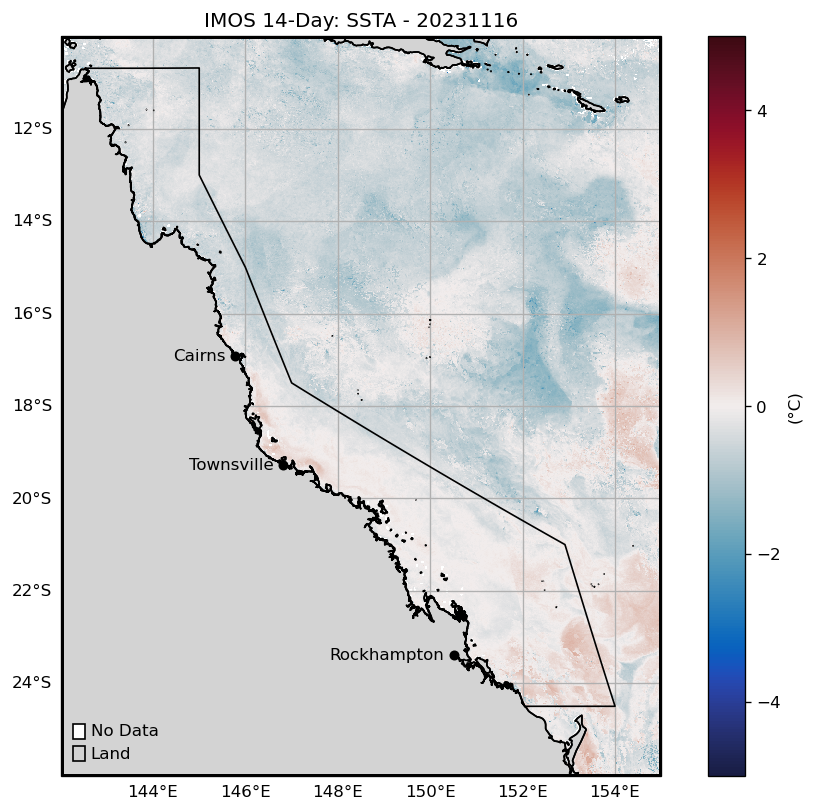 IMOS 14-Day: SSTA - 20231116
12°S
14°S
16°S
18°S
20°S
22°S
24°S
Cairns
Townsville
Rockhampton
No Data
Land
144°E 146°E 148°E 150°E 152°E 154°E
4
2
0
−2
−4
(°C)